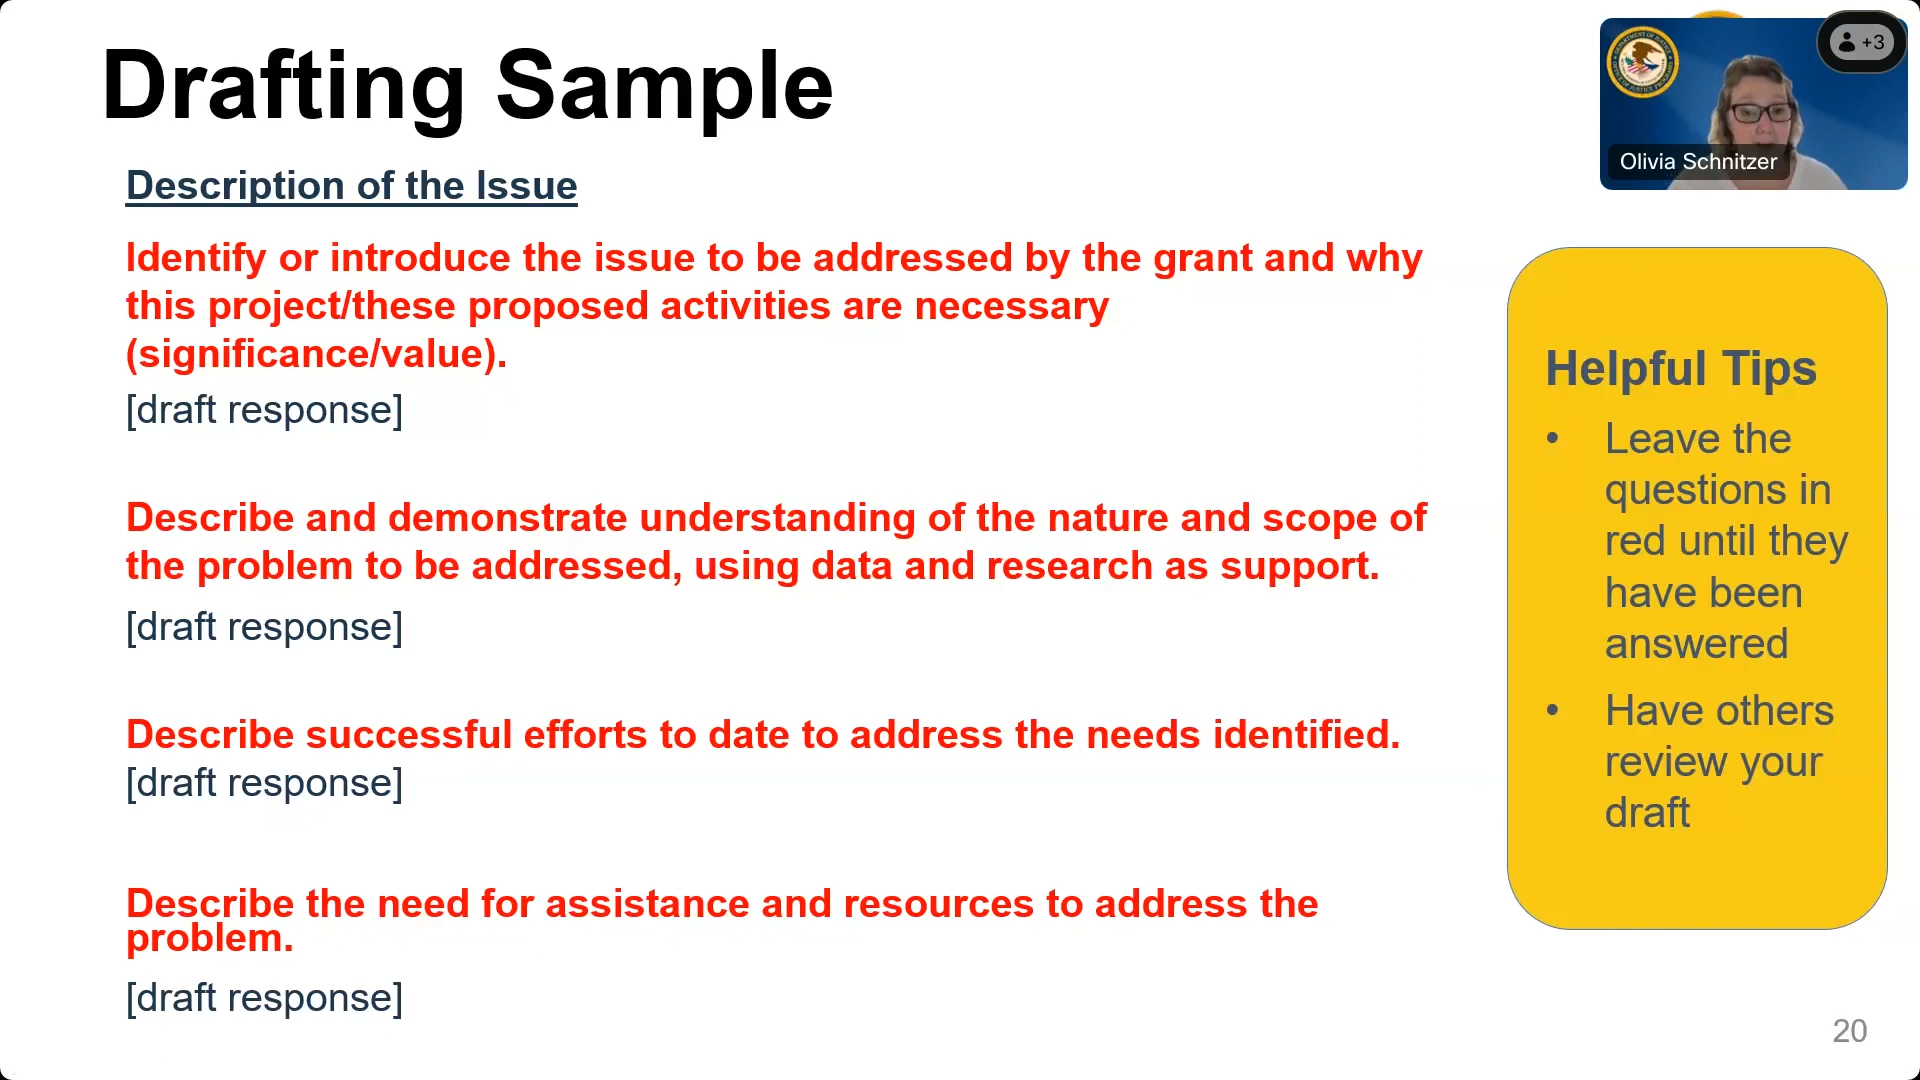 Drafting Sample
+3
Olivia Schnitzer
Description of the Issue
Identify or introduce the issue to be addressed by the grant and why
this project/these proposed activities are necessary
(significance/value).
[draft response]
Describe and demonstrate understanding of the nature and scope of
the problem to be addressed, using data and research as support.
[draft response]
Describe successful efforts to date to address the needs identified.
[draft response]
Describe the need for assistance and resources to address the
problem.
[draft response]
Helpful Tips
• Leave the
questions in
red until they
have been
answered
• Have others
review your
draft
20